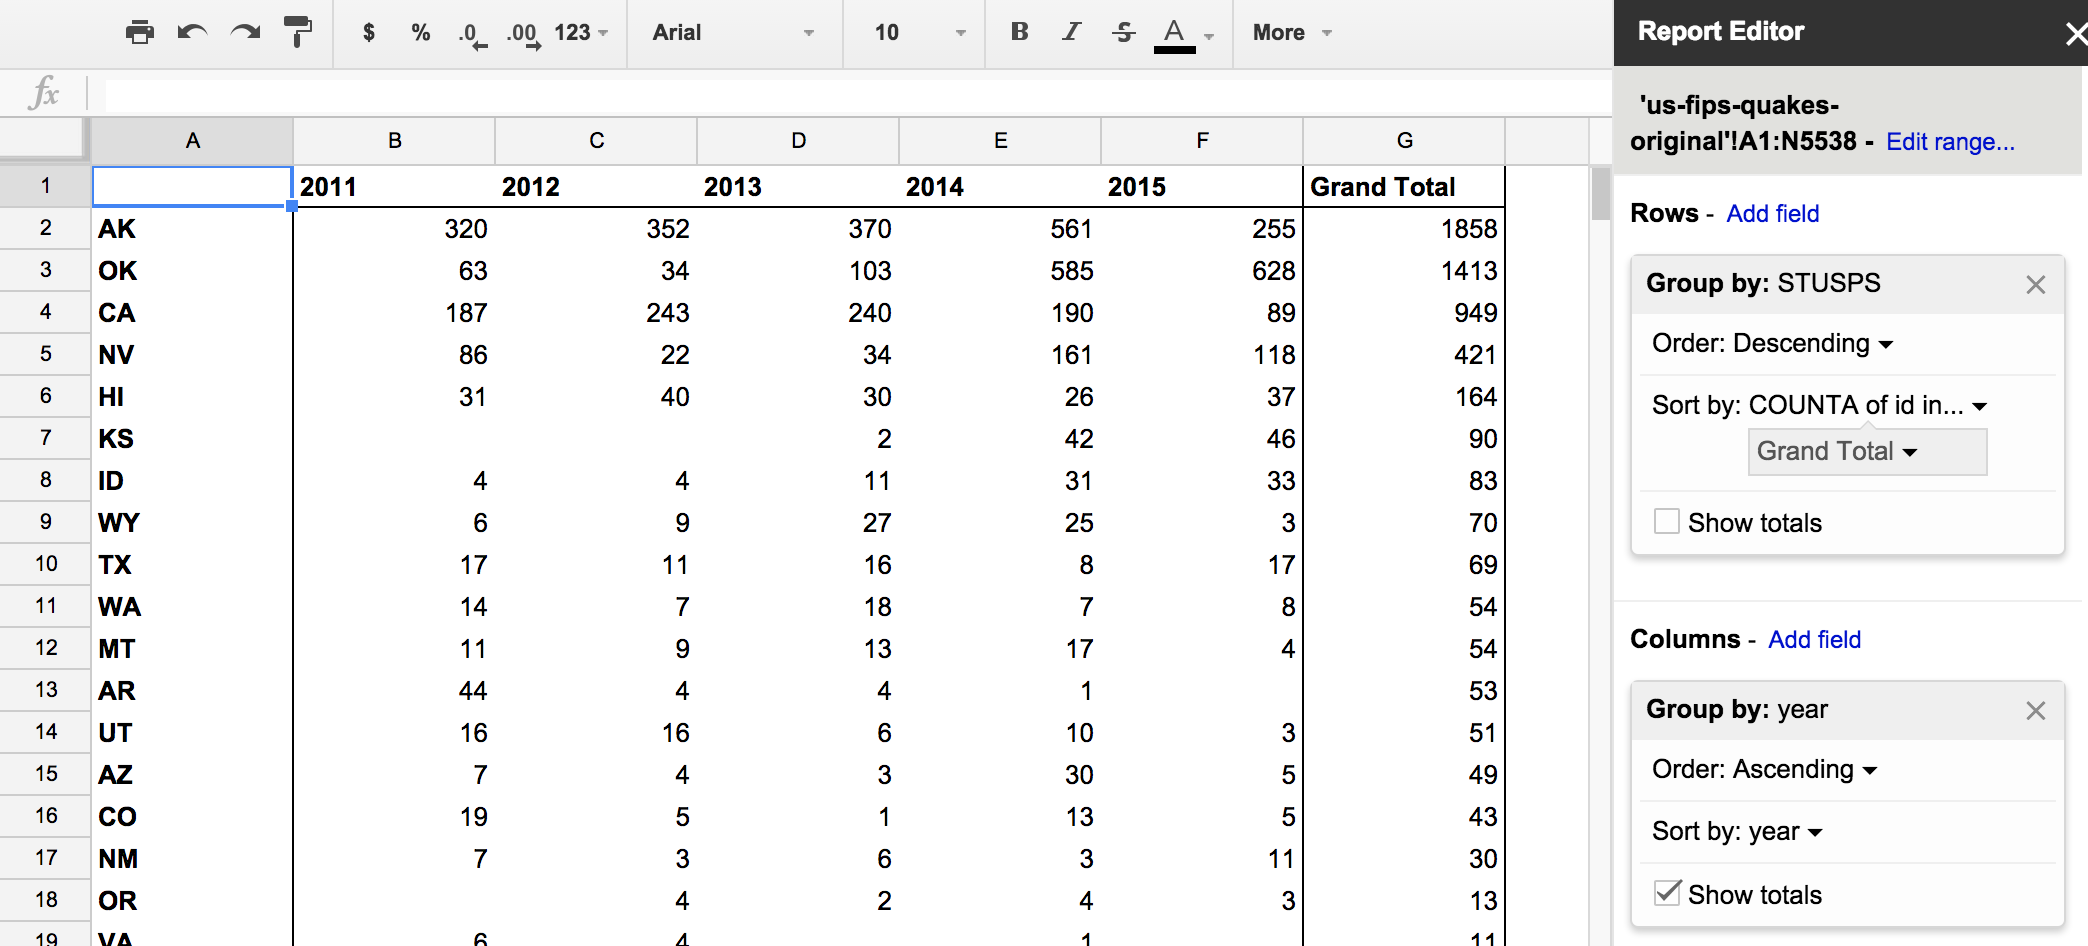 $ % .0 .00 123 Arial 10 B I S A More
fx
A B C D E F G
1 2011 2012 2013 2014 2015 Grand Total
2 AK 320 352 370 561 255 1858
3 OK 63 34 103 585 628 1413
4 CA 187 243 240 190 89 949
5 NV 86 22 34 161 118 421
6 HI 31 40 30 26 37 164
7 KS 2 42 46 90
8 ID 4 4 11 31 33 83
9 WY 6 9 27 25 3 70
10 TX 17 11 16 8 17 69
11 WA 14 7 18 7 8 54
12 MT 11 9 13 17 4 54
13 AR 44 4 4 1 53
14 UT 16 16 6 10 3 51
15 AZ 7 4 3 30 5 49
16 CO 19 5 1 13 5 43
17 NM 7 3 6 3 11 30
18 OR 4 2 4 3 13
19 VA 6 4 1 11
Report Editor
'us-fips-quakes-
original'!A1:N5538 - Edit range...
Rows - Add field
Group by: STUSPS
Order: Descending
Sort by: COUNTA of id in...
Grand Total
Show totals
Columns - Add field
Group by: year
Order: Ascending
Sort by: year
Show totals